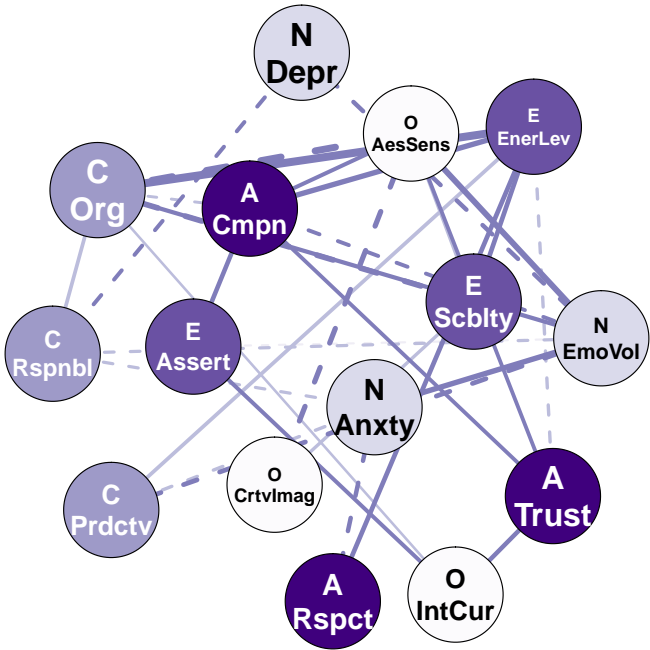 N
Depr
O
AesSens
E
EnerLev
C
Org
A
Cmpn
E
Scblty
N
EmoVol
C
Rspnbl
E
Assert
N
Anxty
O
CrtvImag
C
Prdctv
A
Trust
A
Rspct
O
IntCur